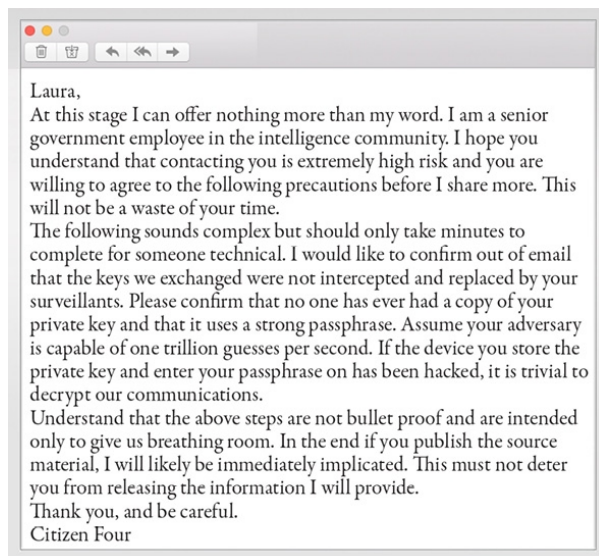 Laura,
At this stage I can offer nothing more than my word. I am a senior
government employee in the intelligence community. I hope you
understand that contacting you is extremely high risk and you are
willing to agree to the following precautions before I share more. This
will not be a waste of your time.
The following sounds complex but should only take minutes to
complete for someone technical. I would like to confirm out of email
that the keys we exchanged were not intercepted and replaced by your
surveillants. Please confirm that no one has ever had a copy of your
private key and that it uses a strong passphrase. Assume your adversary
is capable of one trillion guesses per second. If the device you store the
private key and enter your passphrase on has been hacked, it is trivial to
decrypt our communications.
Understand that the above steps are not bullet proof and are intended
only to give us breathing room. In the end if you publish the source
material, I will likely be immediately implicated. This must not deter
you from releasing the information I will provide.
Thank you, and be careful.
Citizen Four